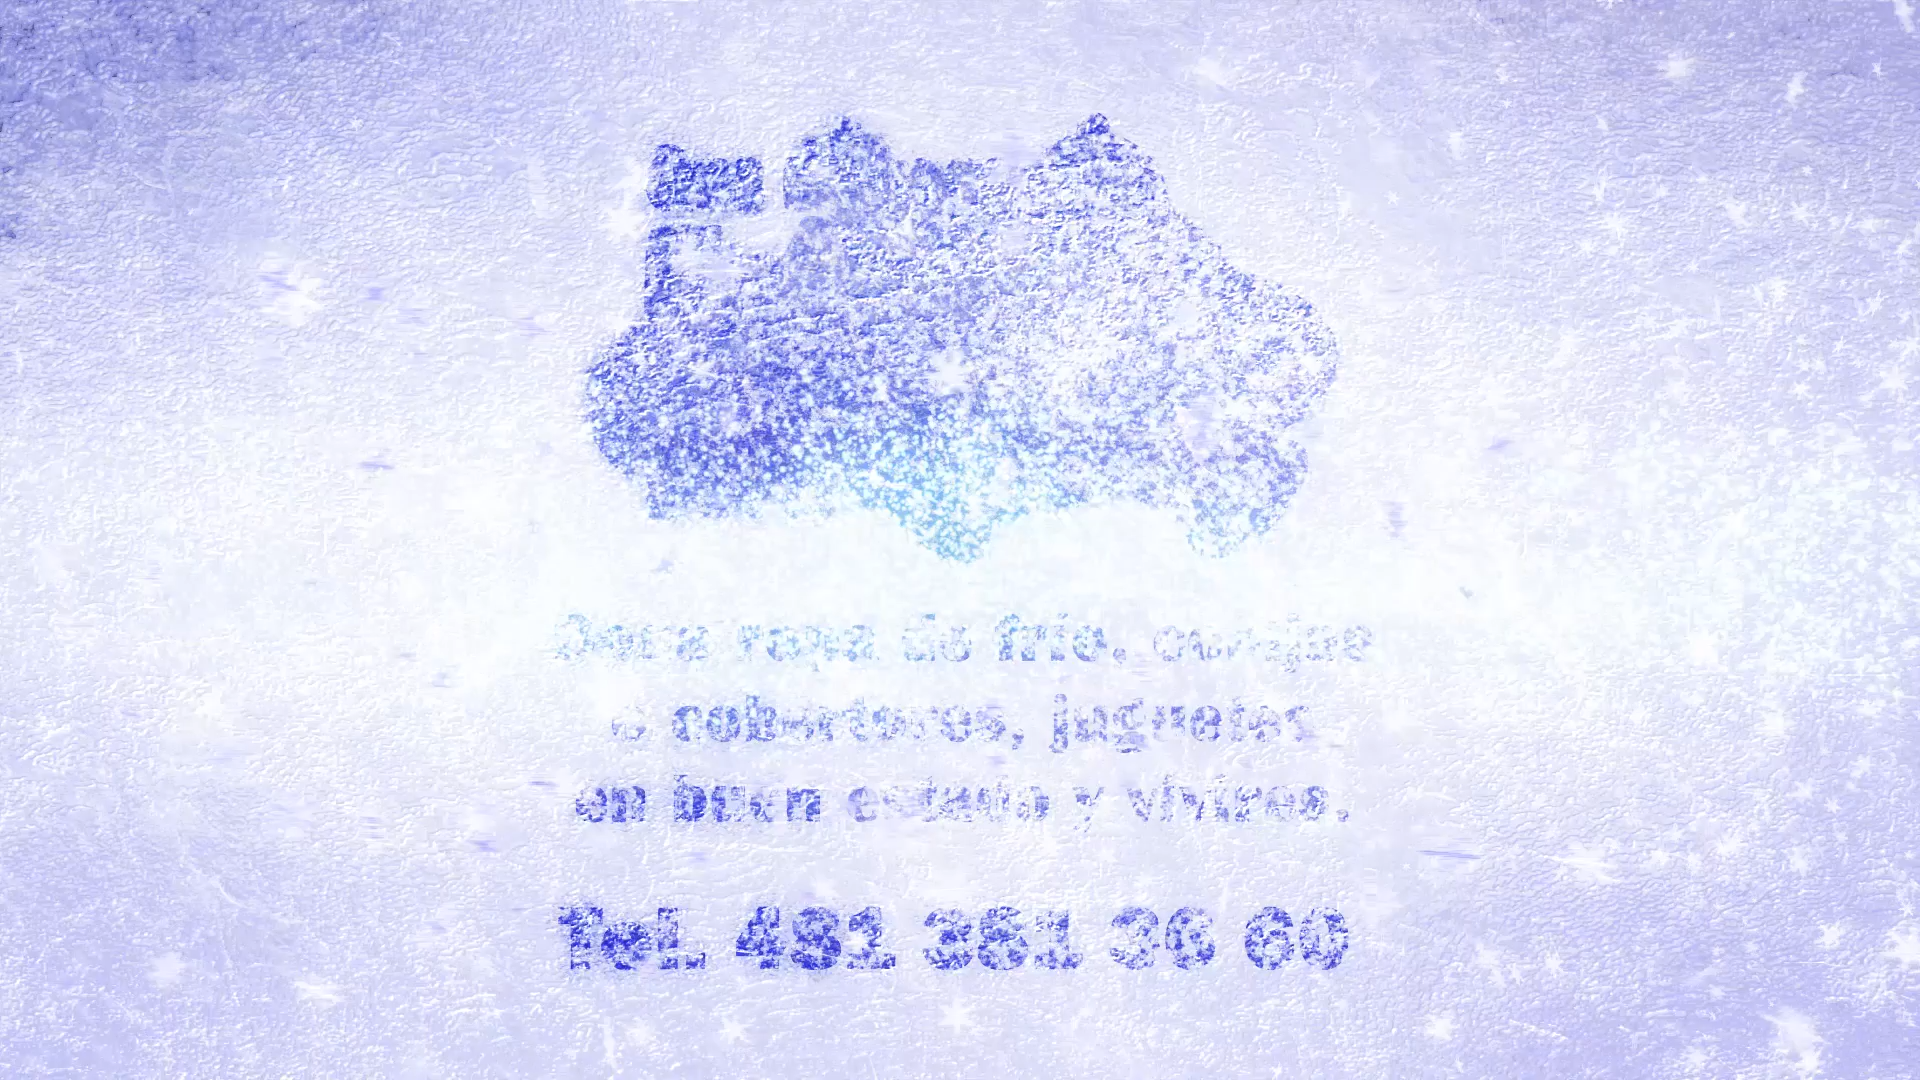 Dona ropa de frío, cobijas
o cobertores, juguetes
en buen estado y víveres.
Tel. 481 381 36 60